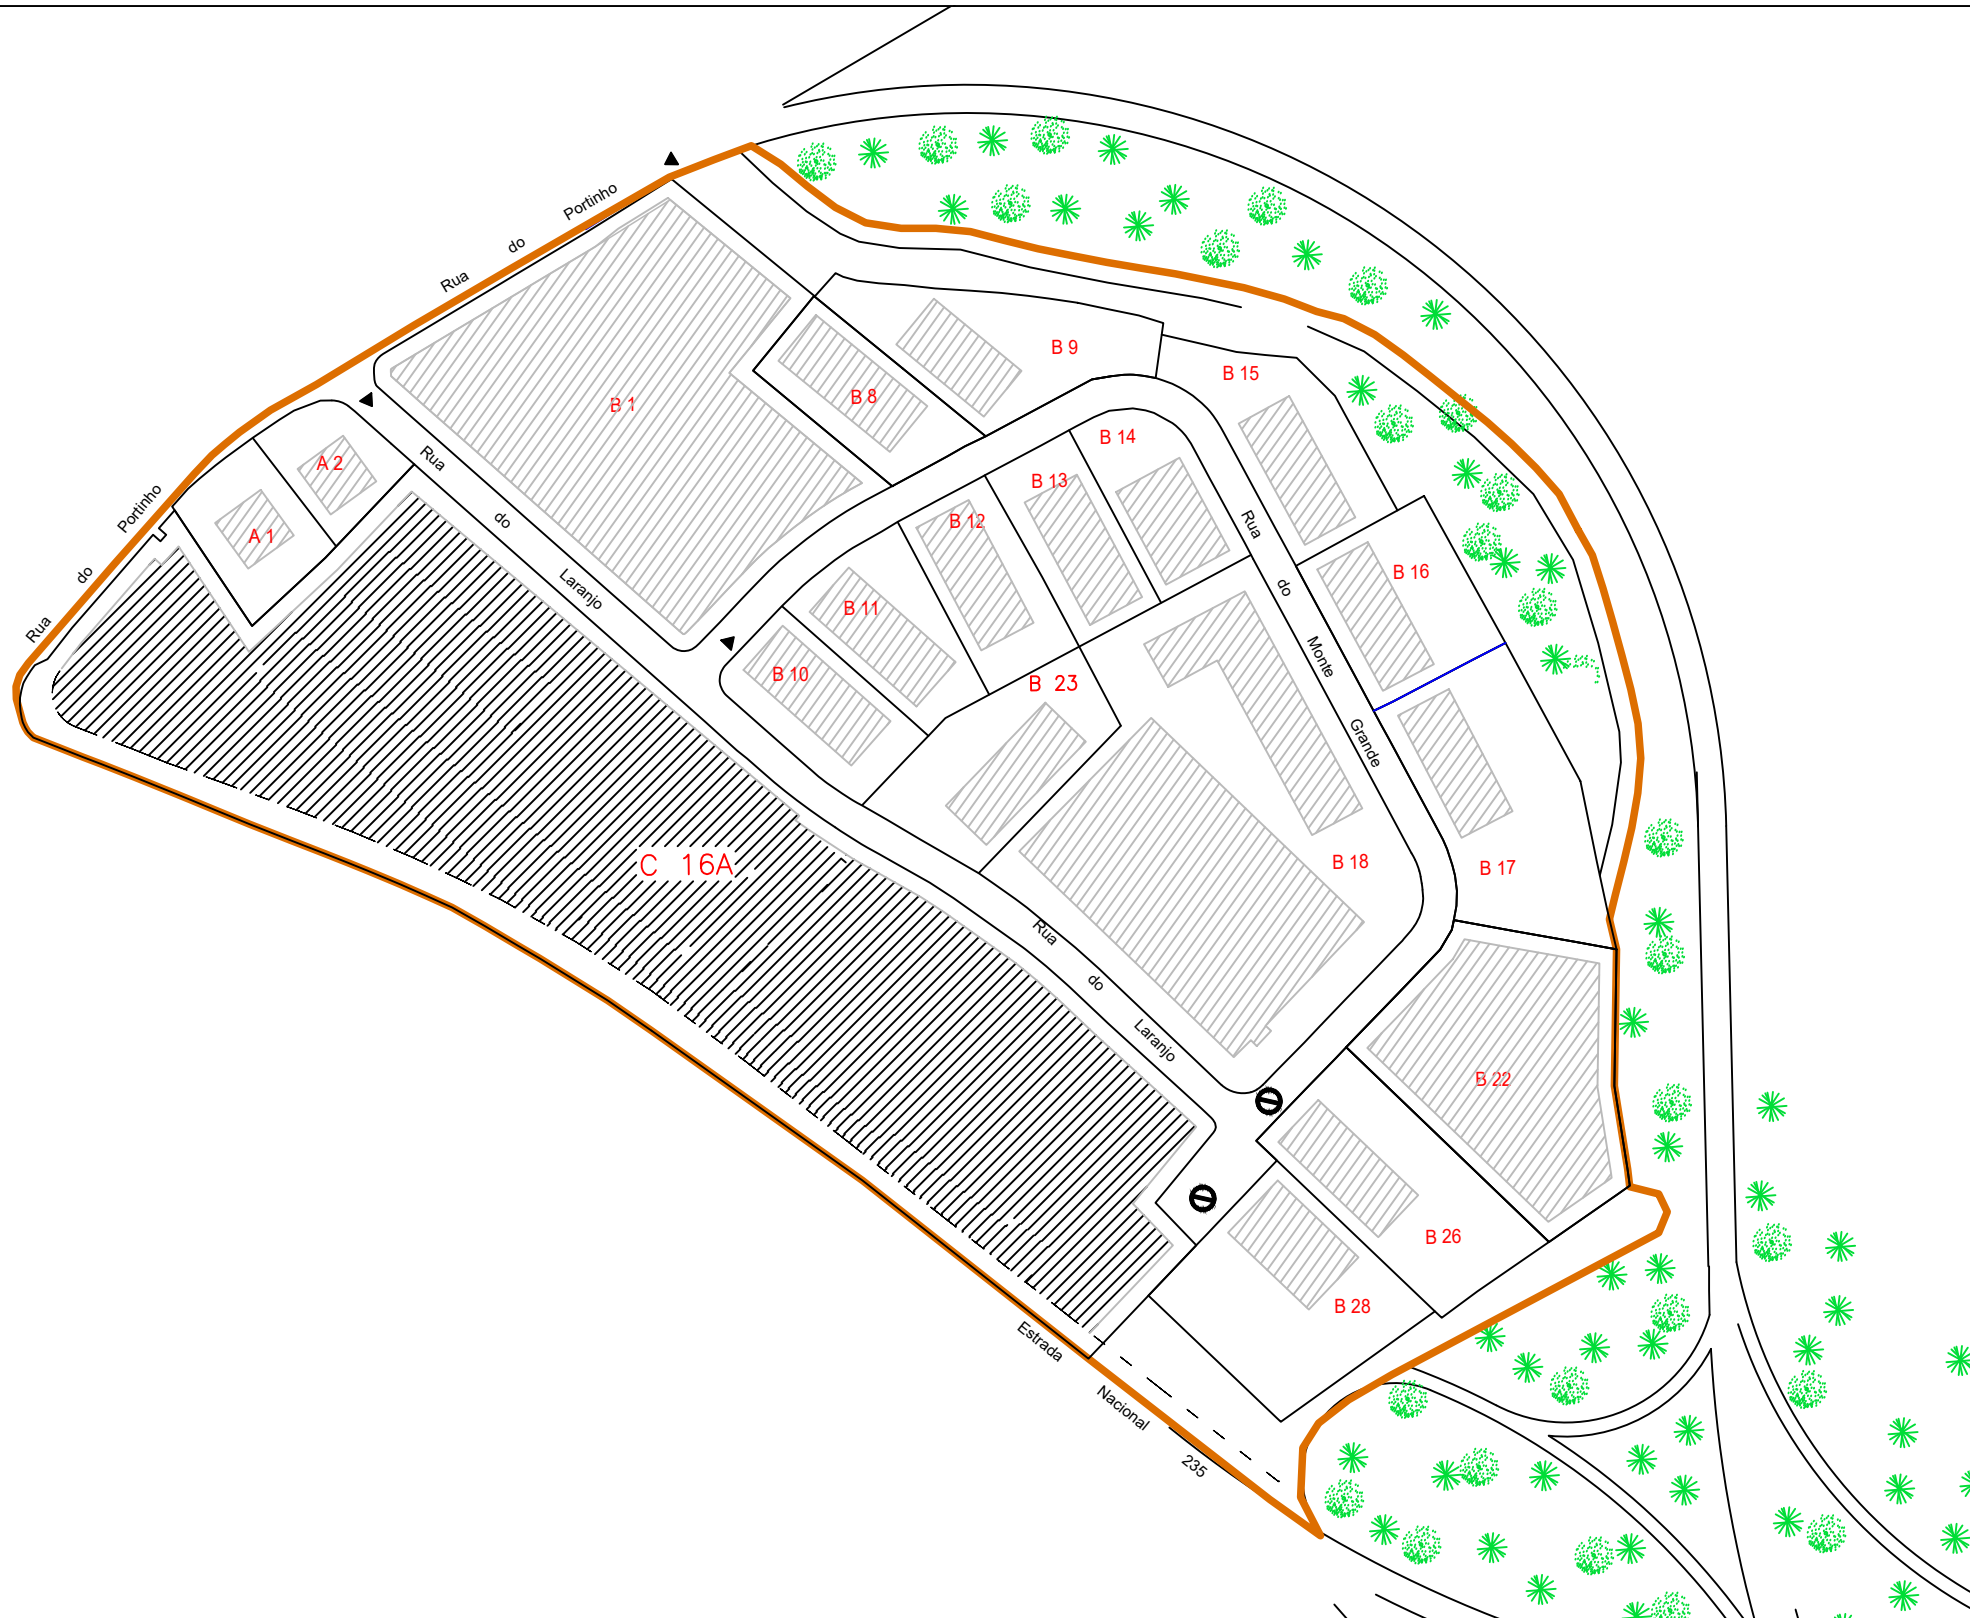 Rua do Portinho
Rua do Portinho
B 9
B 15
B 8
B 1
B 14
A 2
Rua do Laranjo
B 13
B 12
Rua do Monte Grande
A 1
B 16
B 11
B 10
B 23
C 16A
B 18
B 17
Rua do Laranjo
B 22
B 26
B 28
Estrada Nacional 235